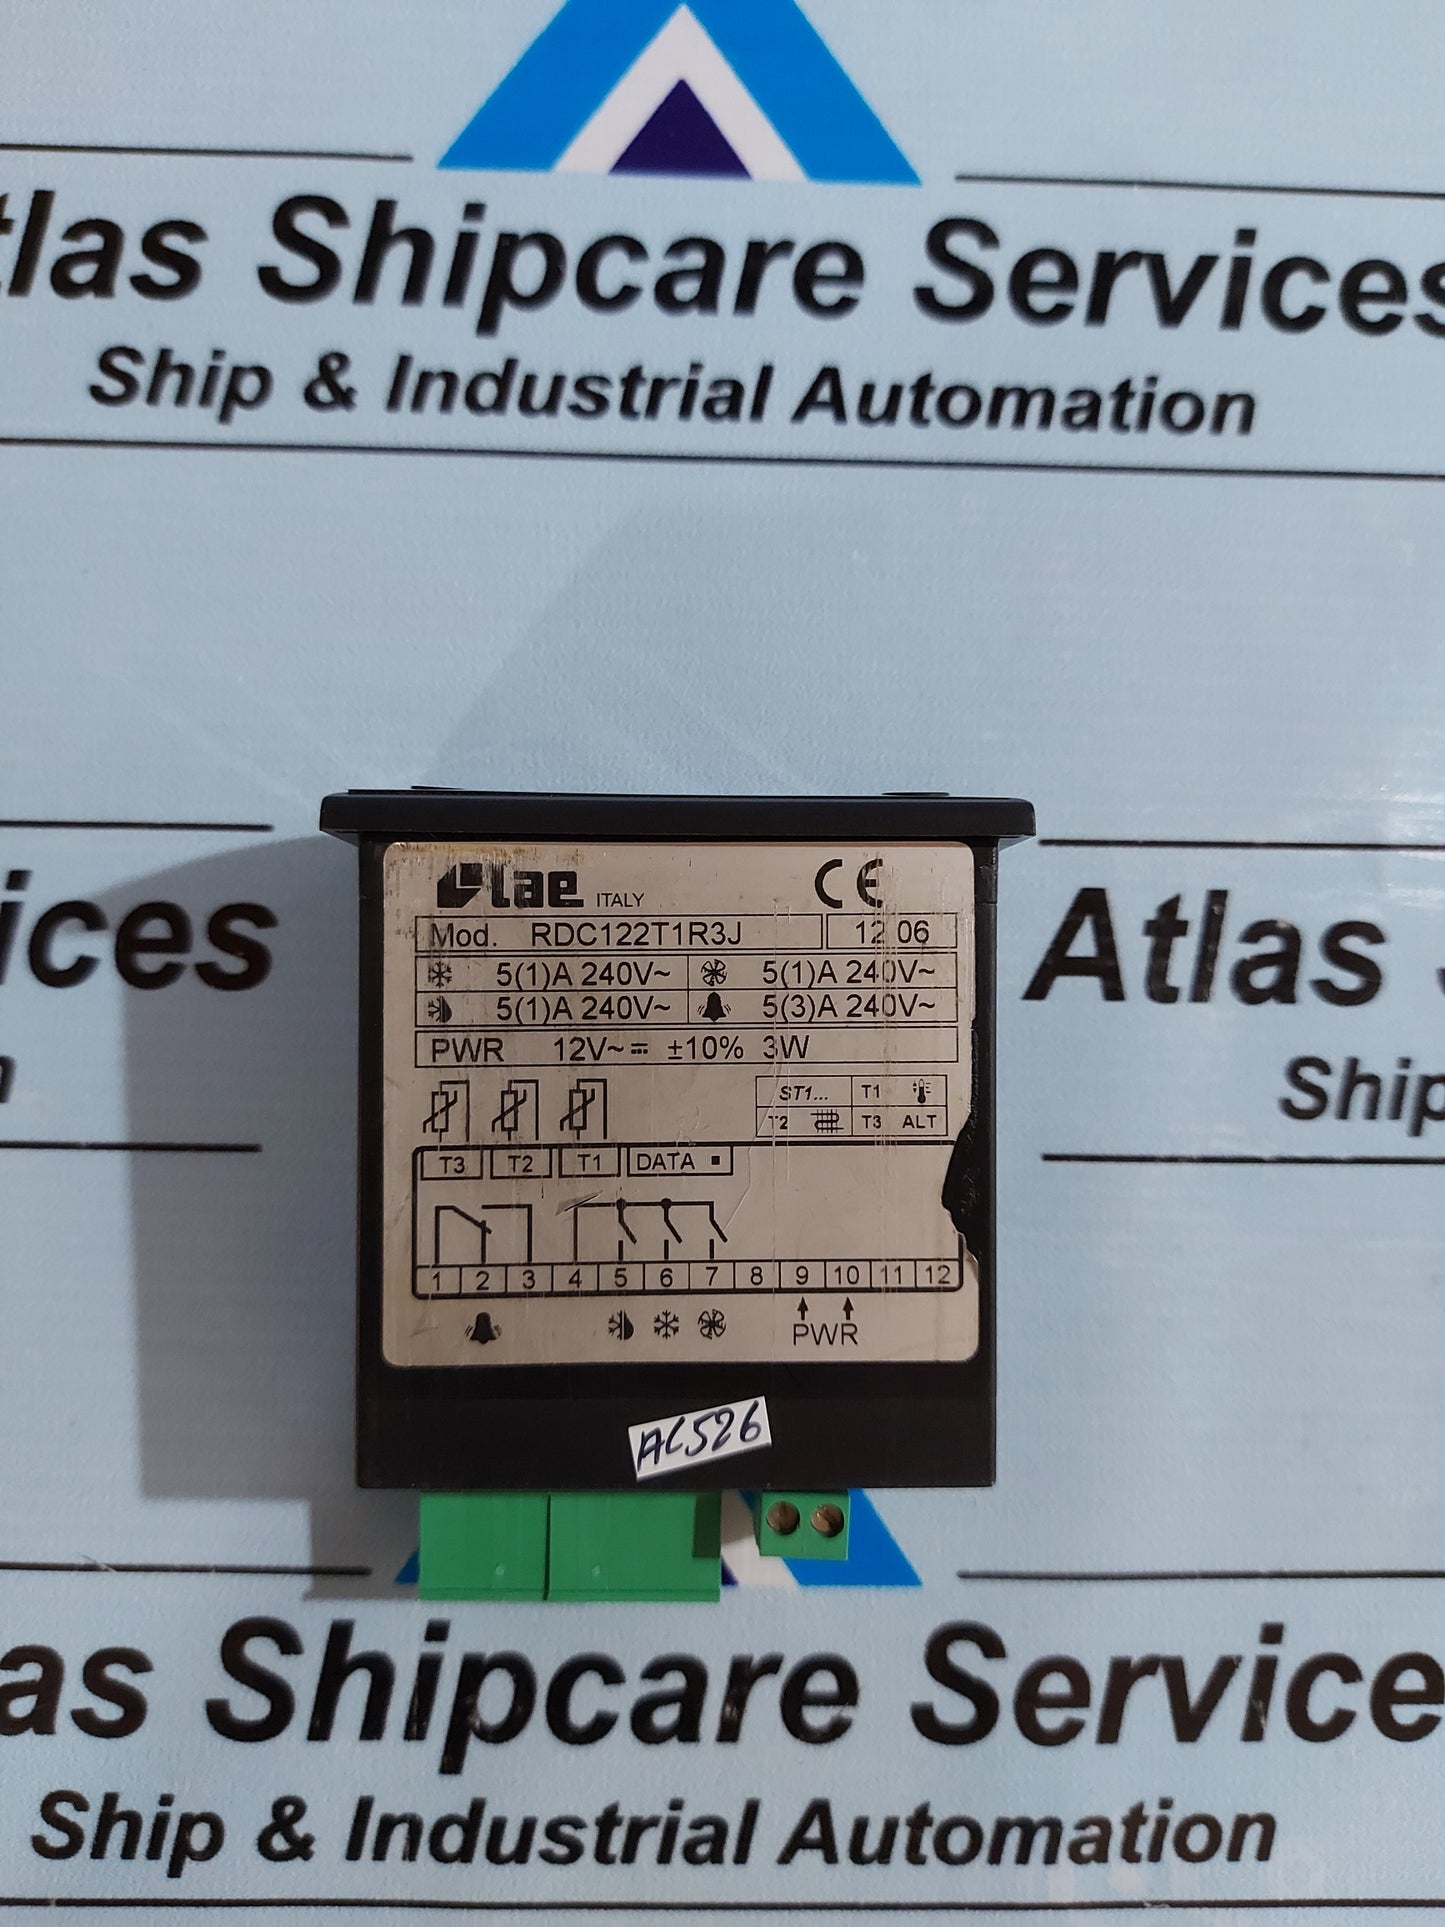 tlas Shipcare Services
Ship & Industrial Automation
ices
Atlas
Ship
lae ITALY CE
Mod. RDC122T1R3J 12 06
5(1)A 240V~ 5(1)A 240V~
5(1)A 240V~ 5(3)A 240V~
PWR 12V~⎓ ±10% 3W
ST1... T1
T2 T3 ALT
T3 T2 T1 DATA
1 2 3 4 5 6 7 8 9 10 11 12
PWR
AC526
as Shipcare Service
Ship & Industrial Automation